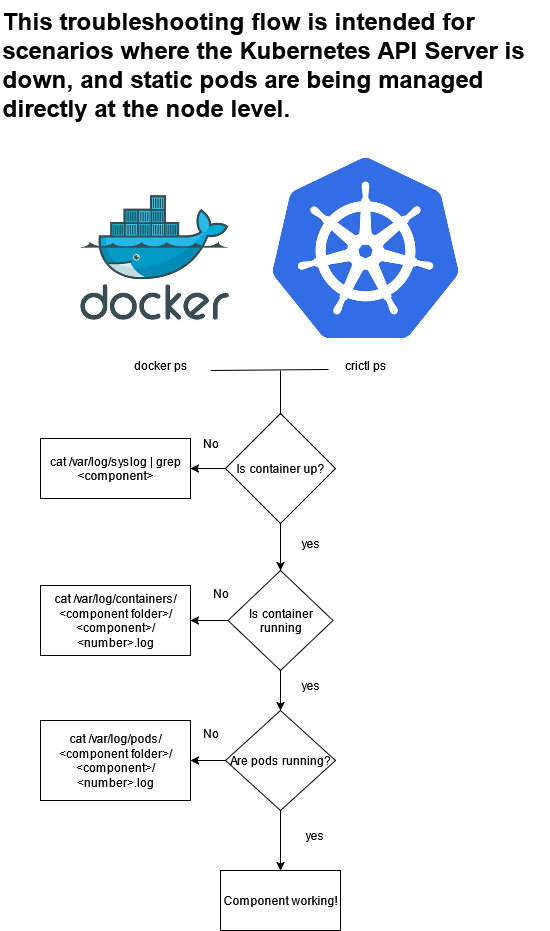 This troubleshooting flow is intended for
scenarios where the Kubernetes API Server is
down, and static pods are being managed
directly at the node level.
docker
docker ps
crictl ps
Is container up?
No
cat /var/log/syslog | grep
<component>
yes
Is container
running
No
cat /var/log/containers/
<component folder>/
<component>/
<number>.log
yes
Are pods running?
No
cat /var/log/pods/
<component folder>/
<component>/
<number>.log
yes
Component working!